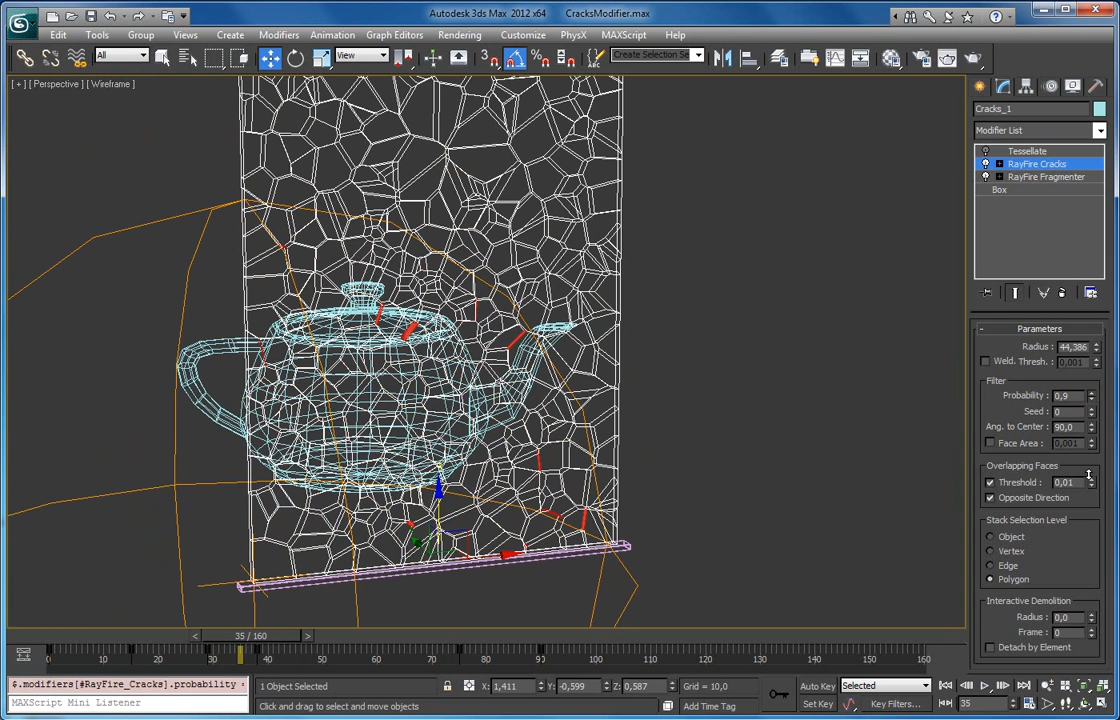 Autodesk 3ds Max 2012 x64 CracksModifier.max
Edit Tools Group Views Create Modifiers Animation Graph Editors Rendering Customize PhysX MAXScript Help
All View Create Selection Se
[ + ] [ Perspective ] [ Wireframe ]
Cracks_1
Modifier List
Tessellate
RayFire Cracks
RayFire Fragmenter
Box
Parameters
Radius : 44,386
Weld. Thresh. : 0,001
Filter
Probability : 0,9
Seed : 0
Ang. to Center : 90,0
Face Area : 0,001
Overlapping Faces
Threshold : 0,01
Opposite Direction
Stack Selection Level
Object
Vertex
Edge
Polygon
Interactive Demolition
Radius : 0,0
Frame : 0
Detach by Element
< 35 / 160 >
0 10 20 30 40 50 60 70 80 90 100 110 120 130 140 150 160
$.modifiers[#RayFire_Cracks].probability
MAXScript Mini Listener
1 Object Selected X: 1,411 Y: -0,599 Z: 0,587 Grid = 10,0
Click and drag to select and move objects Add Time Tag
Auto Key Selected
Set Key Key Filters... 35